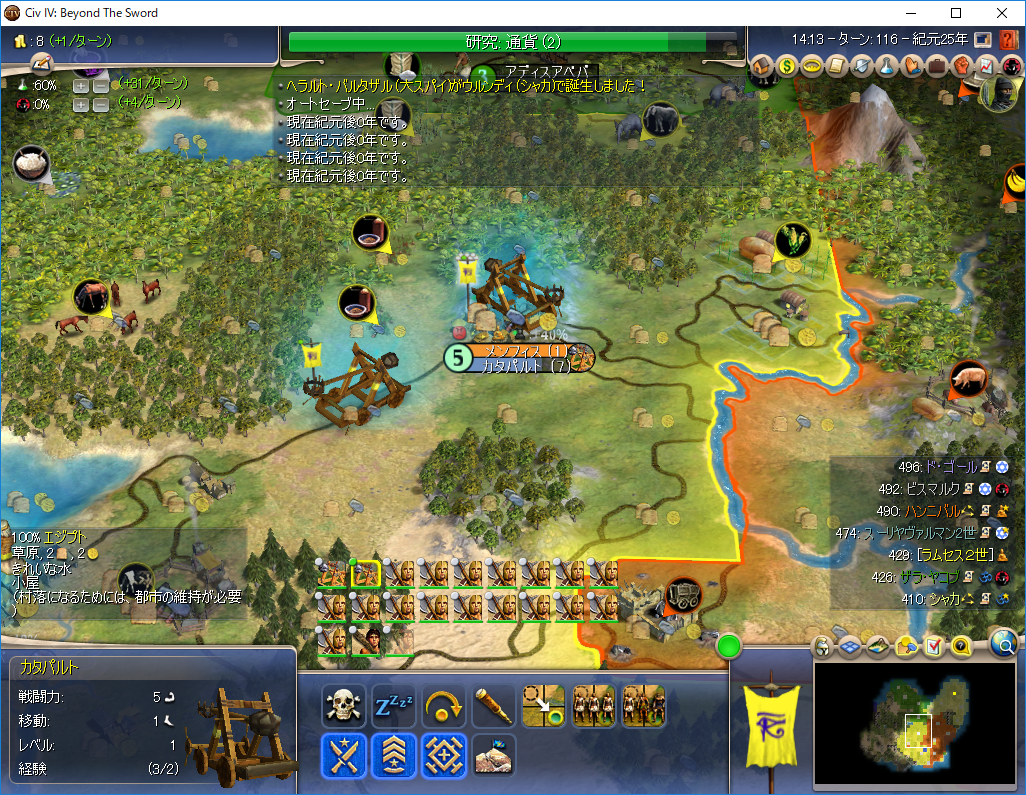 Civ IV: Beyond The Sword
: 8 (+1/ターン)
研究: 通貨 (2)
14:13 - ターン: 116 - 紀元25年
:60%
(+31/ターン)
:0%
(+4/ターン)
アディスアベバ
・ヘラルト・バルタザル(大スパイ)がウルンディ(シャカ)で誕生しました!
・オートセーブ中...
・現在紀元後0年です。
・現在紀元後0年です。
・現在紀元後0年です。
・現在紀元後0年です。
40%
5
メンフィス (1)
カタパルト (7)
496: ド・ゴール
492: ビスマルク
490: ハンニバル
474: スーリヤヴァルマン2世
429: [ラムセス2世]
426: ザラ・ヤコブ
410: シャカ
100% エジプト
草原, 2, 2
きれいな水
小屋
(村落になるためには、都市の維持が必要
)
カタパルト
戦闘力: 5
移動: 1
レベル: 1
経験 (3/2)